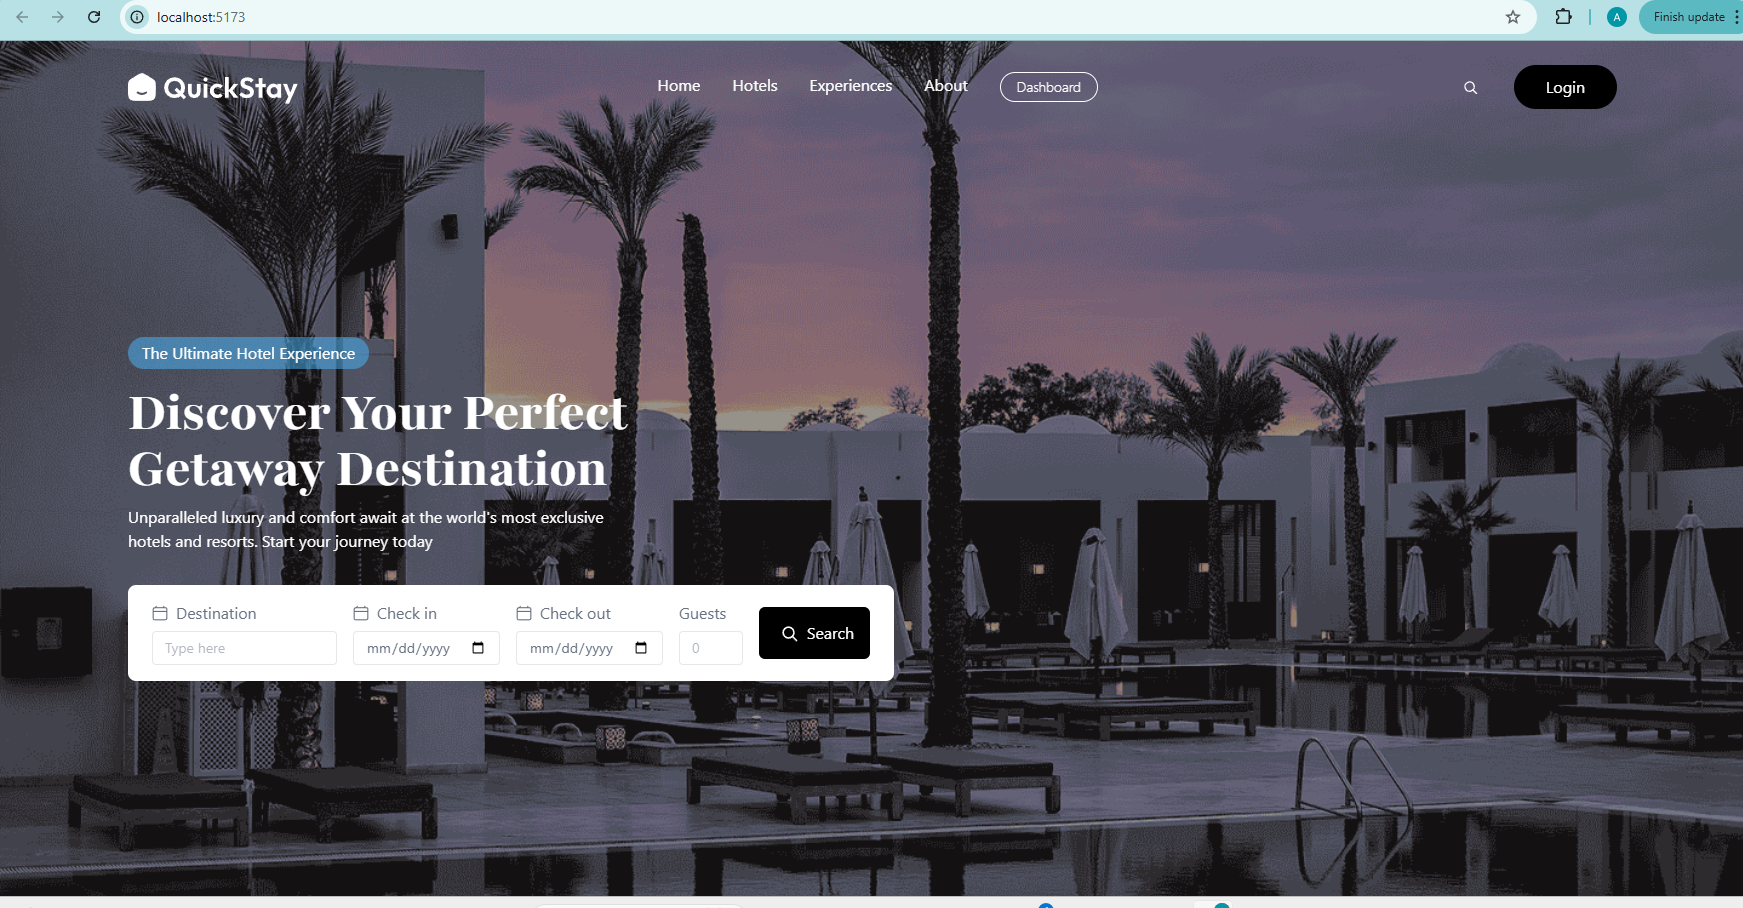 localhost:5173
A
Finish update
QuickStay
Home
Hotels
Experiences
About
Dashboard
Login
The Ultimate Hotel Experience
Discover Your Perfect
Getaway Destination
Unparalleled luxury and comfort await at the world's most exclusive
hotels and resorts. Start your journey today
Destination
Check in
Check out
Guests
Type here
mm/dd/yyyy
mm/dd/yyyy
0
Search